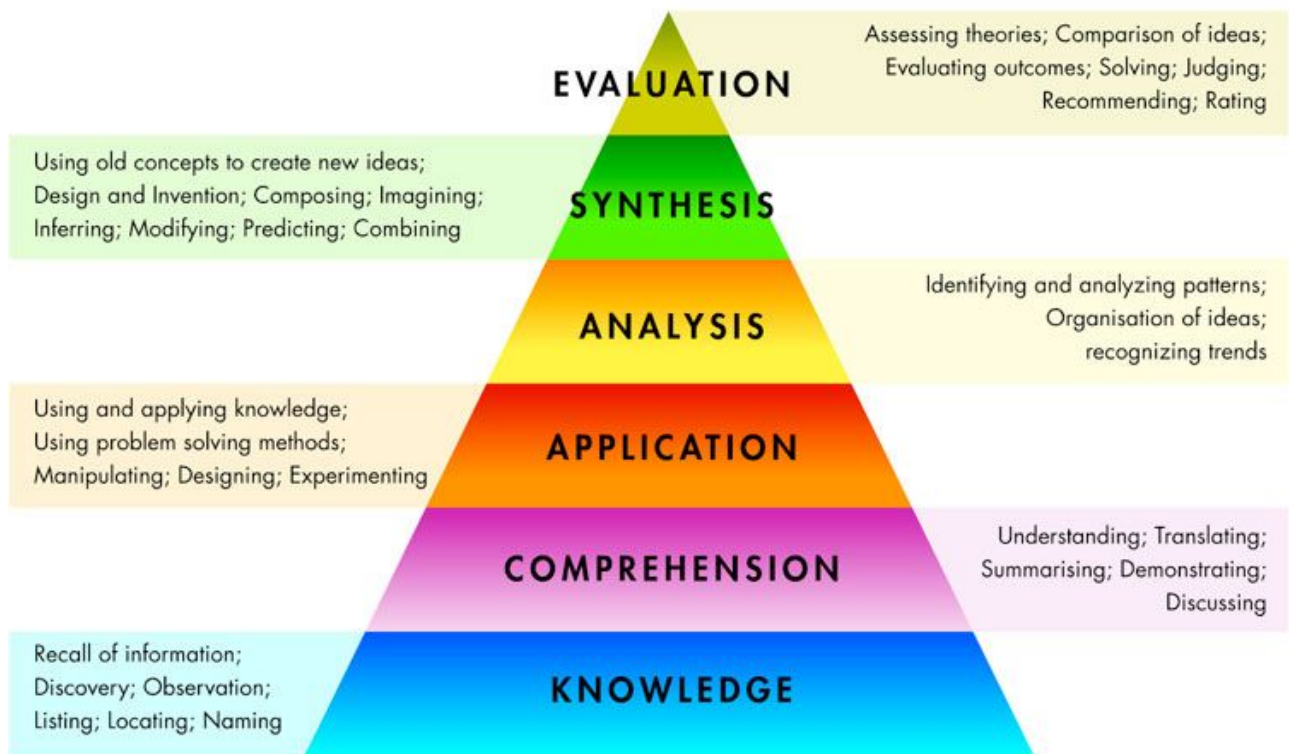 EVALUATION
Assessing theories; Comparison of ideas;
Evaluating outcomes; Solving; Judging;
Recommending; Rating
Using old concepts to create new ideas;
Design and Invention; Composing; Imagining;
Inferring; Modifying; Predicting; Combining
SYNTHESIS
ANALYSIS
Identifying and analyzing patterns;
Organisation of ideas;
recognizing trends
Using and applying knowledge;
Using problem solving methods;
Manipulating; Designing; Experimenting
APPLICATION
COMPREHENSION
Understanding; Translating;
Summarising; Demonstrating;
Discussing
Recall of information;
Discovery; Observation;
Listing; Locating; Naming
KNOWLEDGE